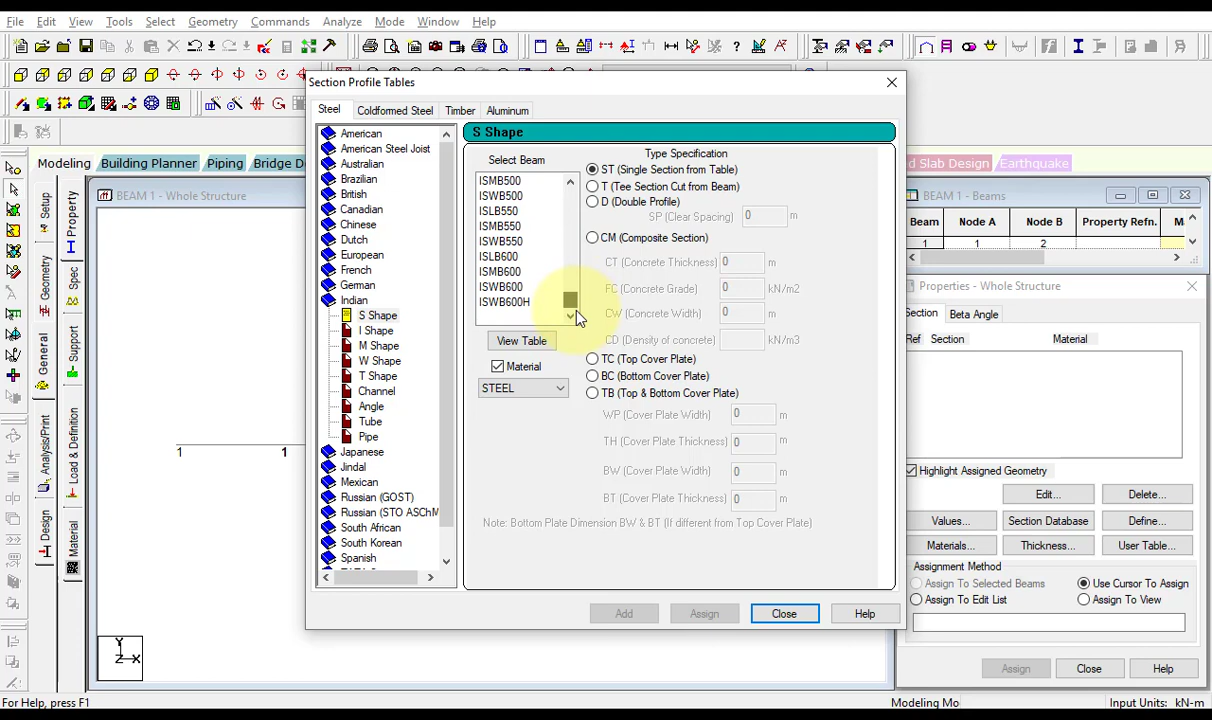 File Edit View Tools Select Geometry Commands Analyze Mode Window Help
Section Profile Tables
Steel Coldformed Steel Timber Aluminum
American
American Steel Joist
Australian
Brazilian
British
Canadian
Chinese
Dutch
European
French
German
Indian
S Shape
I Shape
M Shape
W Shape
T Shape
Channel
Angle
Tube
Pipe
Japanese
Jindal
Mexican
Russian (GOST)
Russian (STO ASChM
South African
South Korean
Spanish
S Shape
Select Beam
ISMB500
ISWB500
ISLB550
ISMB550
ISWB550
ISLB600
ISMB600
ISWB600
ISWB600H
View Table
Material
STEEL
Type Specification
ST (Single Section from Table)
T (Tee Section Cut from Beam)
D (Double Profile)
SP (Clear Spacing) 0 m
CM (Composite Section)
CT (Concrete Thickness) 0 m
FC (Concrete Grade) 0 kN/m2
CW (Concrete Width) 0 m
CD (Density of concrete) kN/m3
TC (Top Cover Plate)
BC (Bottom Cover Plate)
TB (Top & Bottom Cover Plate)
WP (Cover Plate Width) 0 m
TH (Cover Plate Thickness) 0 m
BW (Cover Plate Width) 0 m
BT (Cover Plate Thickness) 0 m
Note: Bottom Plate Dimension BW & BT (If different from Top Cover Plate)
Add Assign Close Help
Modeling Building Planner Piping Bridge D
ed Slab Design Earthquake
BEAM 1 - Whole Structure
Setup
Property
General
Spec
Analysis/Print
Load & Definition
Design
Material
1 1
Y
Z X
BEAM 1 - Beams
Beam Node A Node B Property Refn. Ma
1 1 2
Properties - Whole Structure
Section Beta Angle
Ref Section Material
Highlight Assigned Geometry
Edit... Delete...
Values... Section Database Define...
Materials... Thickness... User Table...
Assignment Method
Assign To Selected Beams Use Cursor To Assign
Assign To Edit List Assign To View
Assign Close Help
For Help, press F1
Modeling Mo Input Units: kN-m